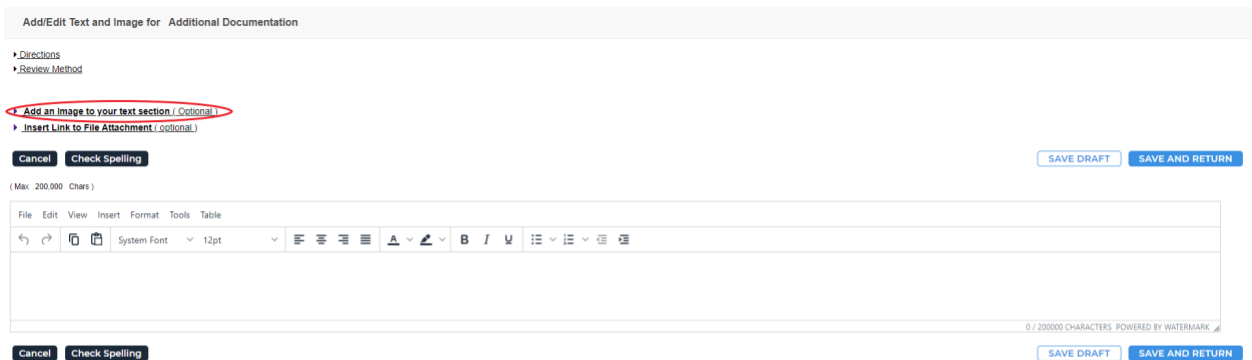 Add/Edit Text and Image for Additional Documentation
Directions
Review Method
Add an Image to your text section ( Optional )
Insert Link to File Attachment ( optional )
Cancel Check Spelling SAVE DRAFT SAVE AND RETURN
( Max 200,000 Chars )
File Edit View Insert Format Tools Table
System Font 12pt A B I U
0 / 200000 CHARACTERS POWERED BY WATERMARK
Cancel Check Spelling SAVE DRAFT SAVE AND RETURN